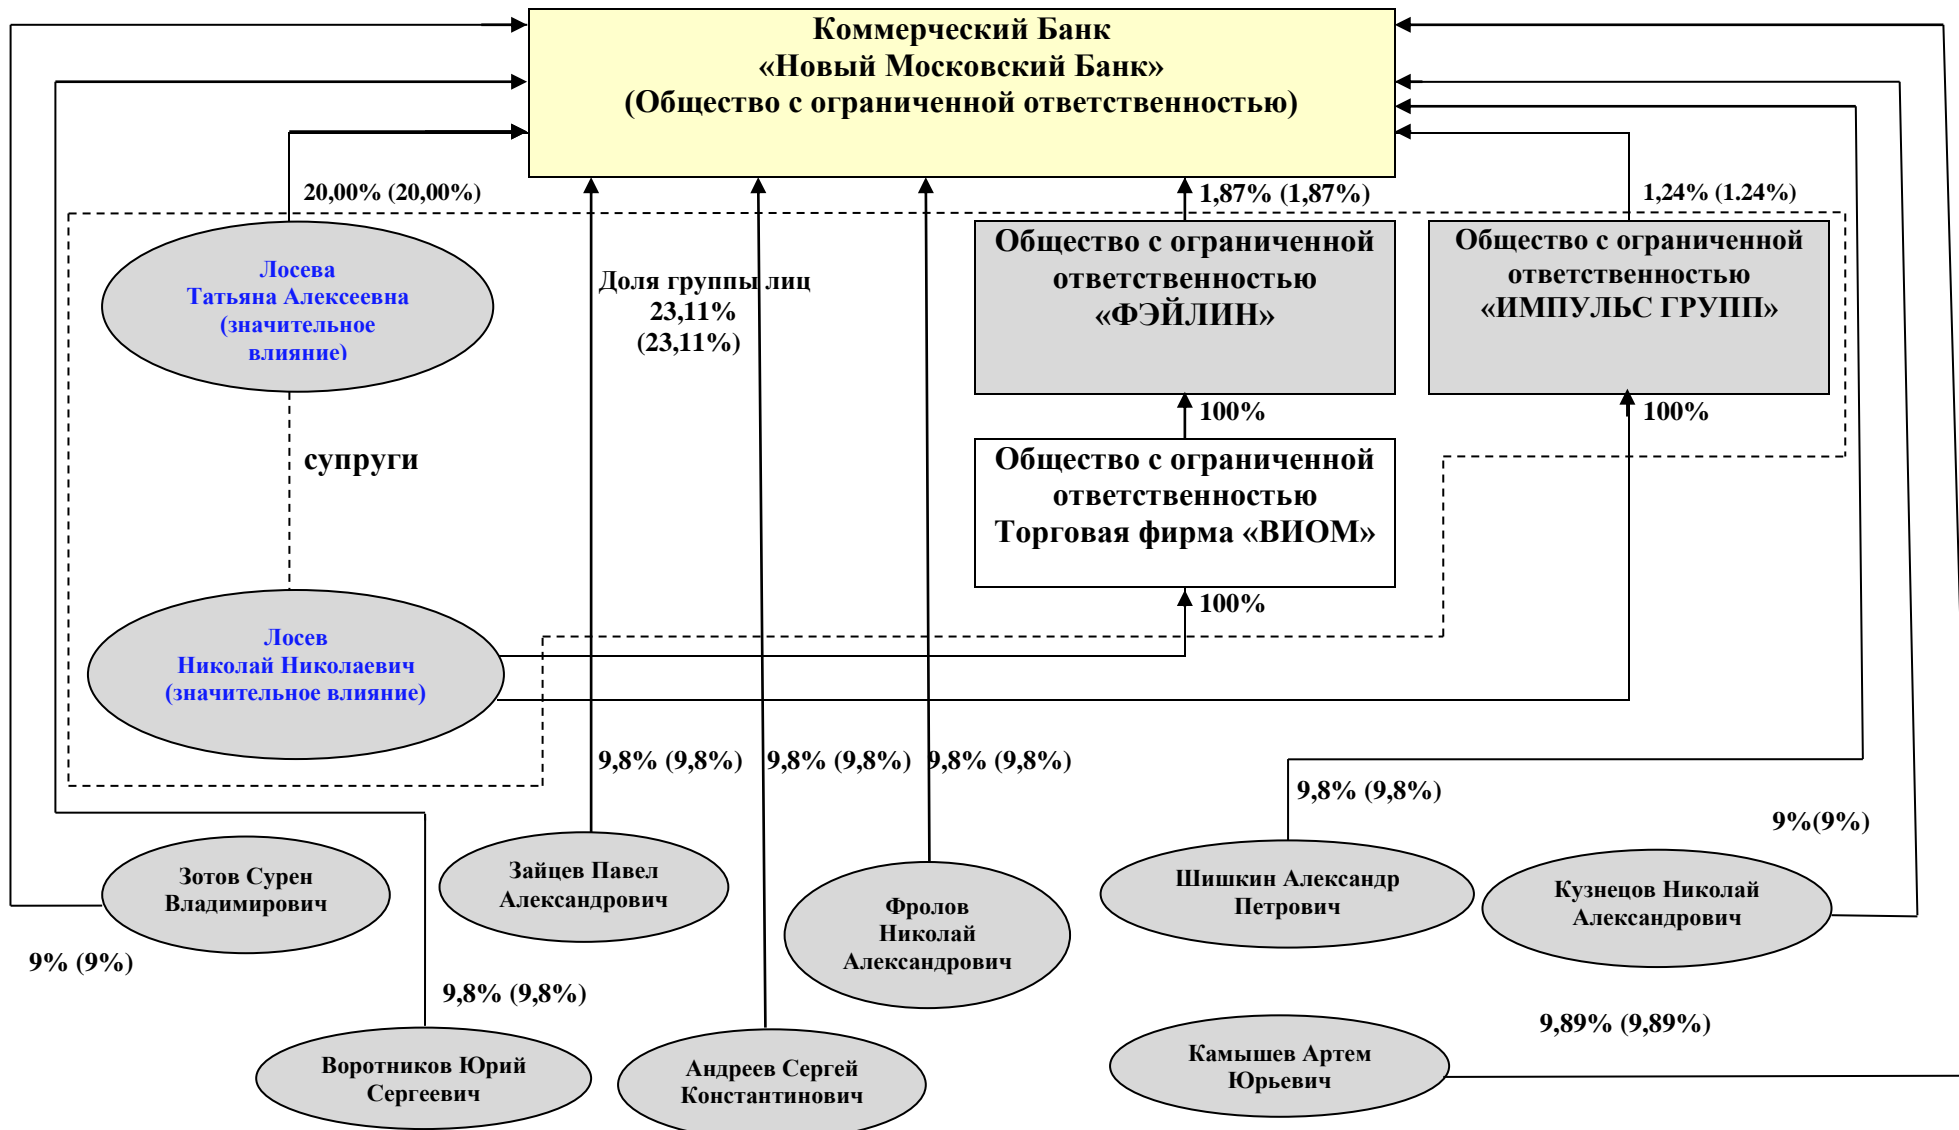 Коммерческий Банк
«Новый Московский Банк»
(Общество с ограниченной ответственностью)
20,00% (20,00%)
1,87% (1,87%)
1,24% (1.24%)
Лосева
Татьяна Алексеевна
(значительное
влияние)
Доля группы лиц
23,11%
(23,11%)
Общество с ограниченной
ответственностью
«ФЭЙЛИН»
Общество с ограниченной
ответственностью
«ИМПУЛЬС ГРУПП»
100%
100%
супруги
Общество с ограниченной
ответственностью
Торговая фирма «ВИОМ»
100%
Лосев
Николай Николаевич
(значительное влияние)
9,8% (9,8%)
9,8% (9,8%)
9,8% (9,8%)
9,8% (9,8%)
9%(9%)
Зотов Сурен
Владимирович
Зайцев Павел
Александрович
Фролов
Николай
Александрович
Шишкин Александр
Петрович
Кузнецов Николай
Александрович
9% (9%)
9,8% (9,8%)
9,89% (9,89%)
Воротников Юрий
Сергеевич
Андреев Сергей
Константинович
Камышев Артем
Юрьевич